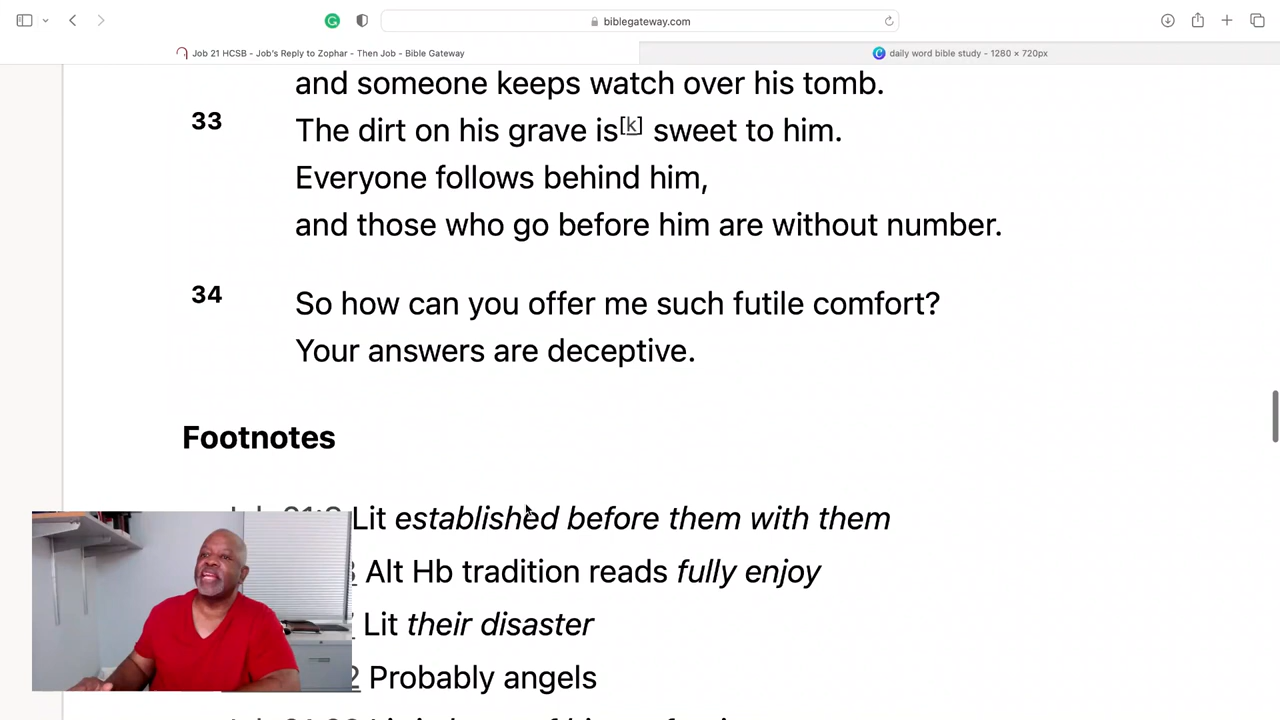 biblegateway.com
Job 21 HCSB - Job's Reply to Zophar - Then Job - Bible Gateway
daily word bible study - 1280 × 720px
and someone keeps watch over his tomb.
33 The dirt on his grave is[k] sweet to him.
Everyone follows behind him,
and those who go before him are without number.
34 So how can you offer me such futile comfort?
Your answers are deceptive.
Footnotes
Lit established before them with them
Alt Hb tradition reads fully enjoy
Lit their disaster
2 Probably angels